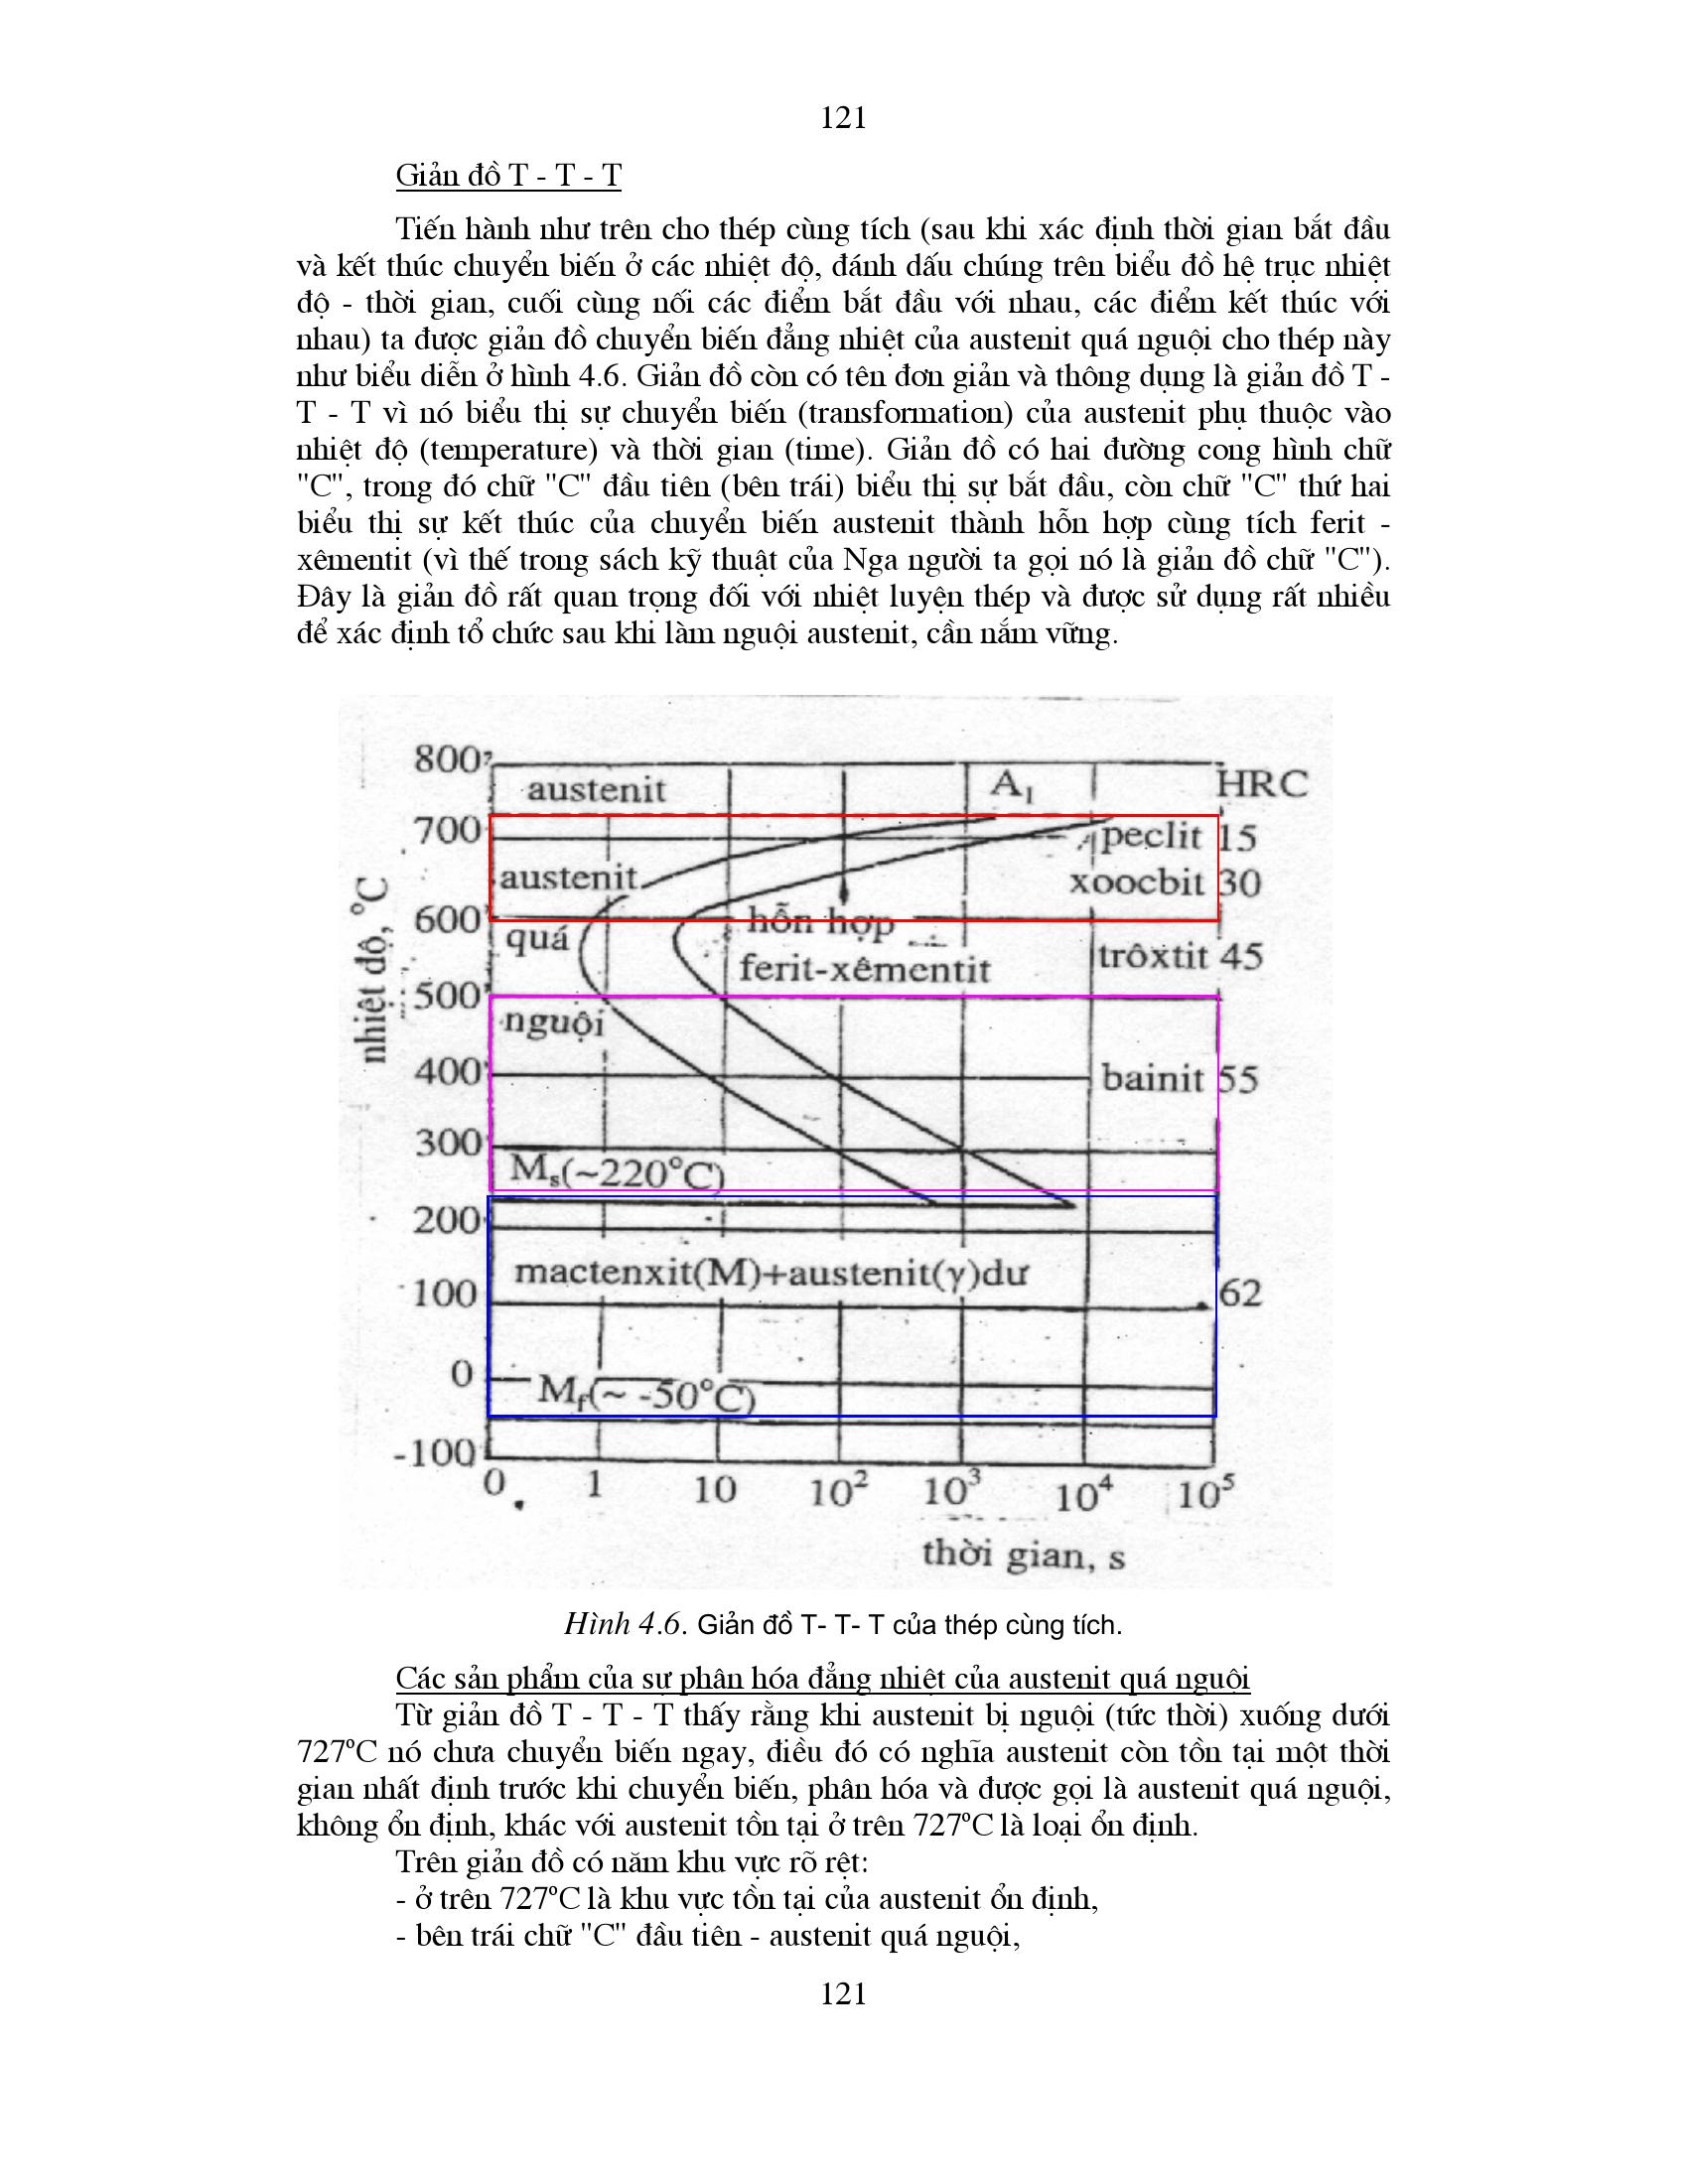 121
Giản đồ T - T - T
Tiến hành như trên cho thép cùng tích (sau khi xác định thời gian bắt đầu
và kết thúc chuyển biến ở các nhiệt độ, đánh dấu chúng trên biểu đồ hệ trục nhiệt
độ - thời gian, cuối cùng nối các điểm bắt đầu với nhau, các điểm kết thúc với
nhau) ta được giản đồ chuyển biến đẳng nhiệt của austenit quá nguội cho thép này
như biểu diễn ở hình 4.6. Giản đồ còn có tên đơn giản và thông dụng là giản đồ T -
T - T vì nó biểu thị sự chuyển biến (transformation) của austenit phụ thuộc vào
nhiệt độ (temperature) và thời gian (time). Giản đồ có hai đường cong hình chữ
"C", trong đó chữ "C" đầu tiên (bên trái) biểu thị sự bắt đầu, còn chữ "C" thứ hai
biểu thị sự kết thúc của chuyển biến austenit thành hỗn hợp cùng tích ferit -
xêmentit (vì thế trong sách kỹ thuật của Nga người ta gọi nó là giản đồ chữ "C").
Đây là giản đồ rất quan trọng đối với nhiệt luyện thép và được sử dụng rất nhiều
để xác định tổ chức sau khi làm nguội austenit, cần nắm vững.
800
austenit A₁ HRC
700 peclit 15
austenit xoocbit 30
600 hỗn hợp
quá trôxtit 45
ferit-xêmentit
500
nguội
400 bainit 55
300
Mₛ(~220°C)
200
mactenxit(M)+austenit(γ)dư
100 62
0
M_f(~ -50°C)
-100
0 1 10 10² 10³ 10⁴ 10⁵
nhiệt độ, °C
thời gian, s
Hình 4.6. Giản đồ T- T- T của thép cùng tích.
Các sản phẩm của sự phân hóa đẳng nhiệt của austenit quá nguội
Từ giản đồ T - T - T thấy rằng khi austenit bị nguội (tức thời) xuống dưới
727ºC nó chưa chuyển biến ngay, điều đó có nghĩa austenit còn tồn tại một thời
gian nhất định trước khi chuyển biến, phân hóa và được gọi là austenit quá nguội,
không ổn định, khác với austenit tồn tại ở trên 727ºC là loại ổn định.
Trên giản đồ có năm khu vực rõ rệt:
- ở trên 727ºC là khu vực tồn tại của austenit ổn định,
- bên trái chữ "C" đầu tiên - austenit quá nguội,
121